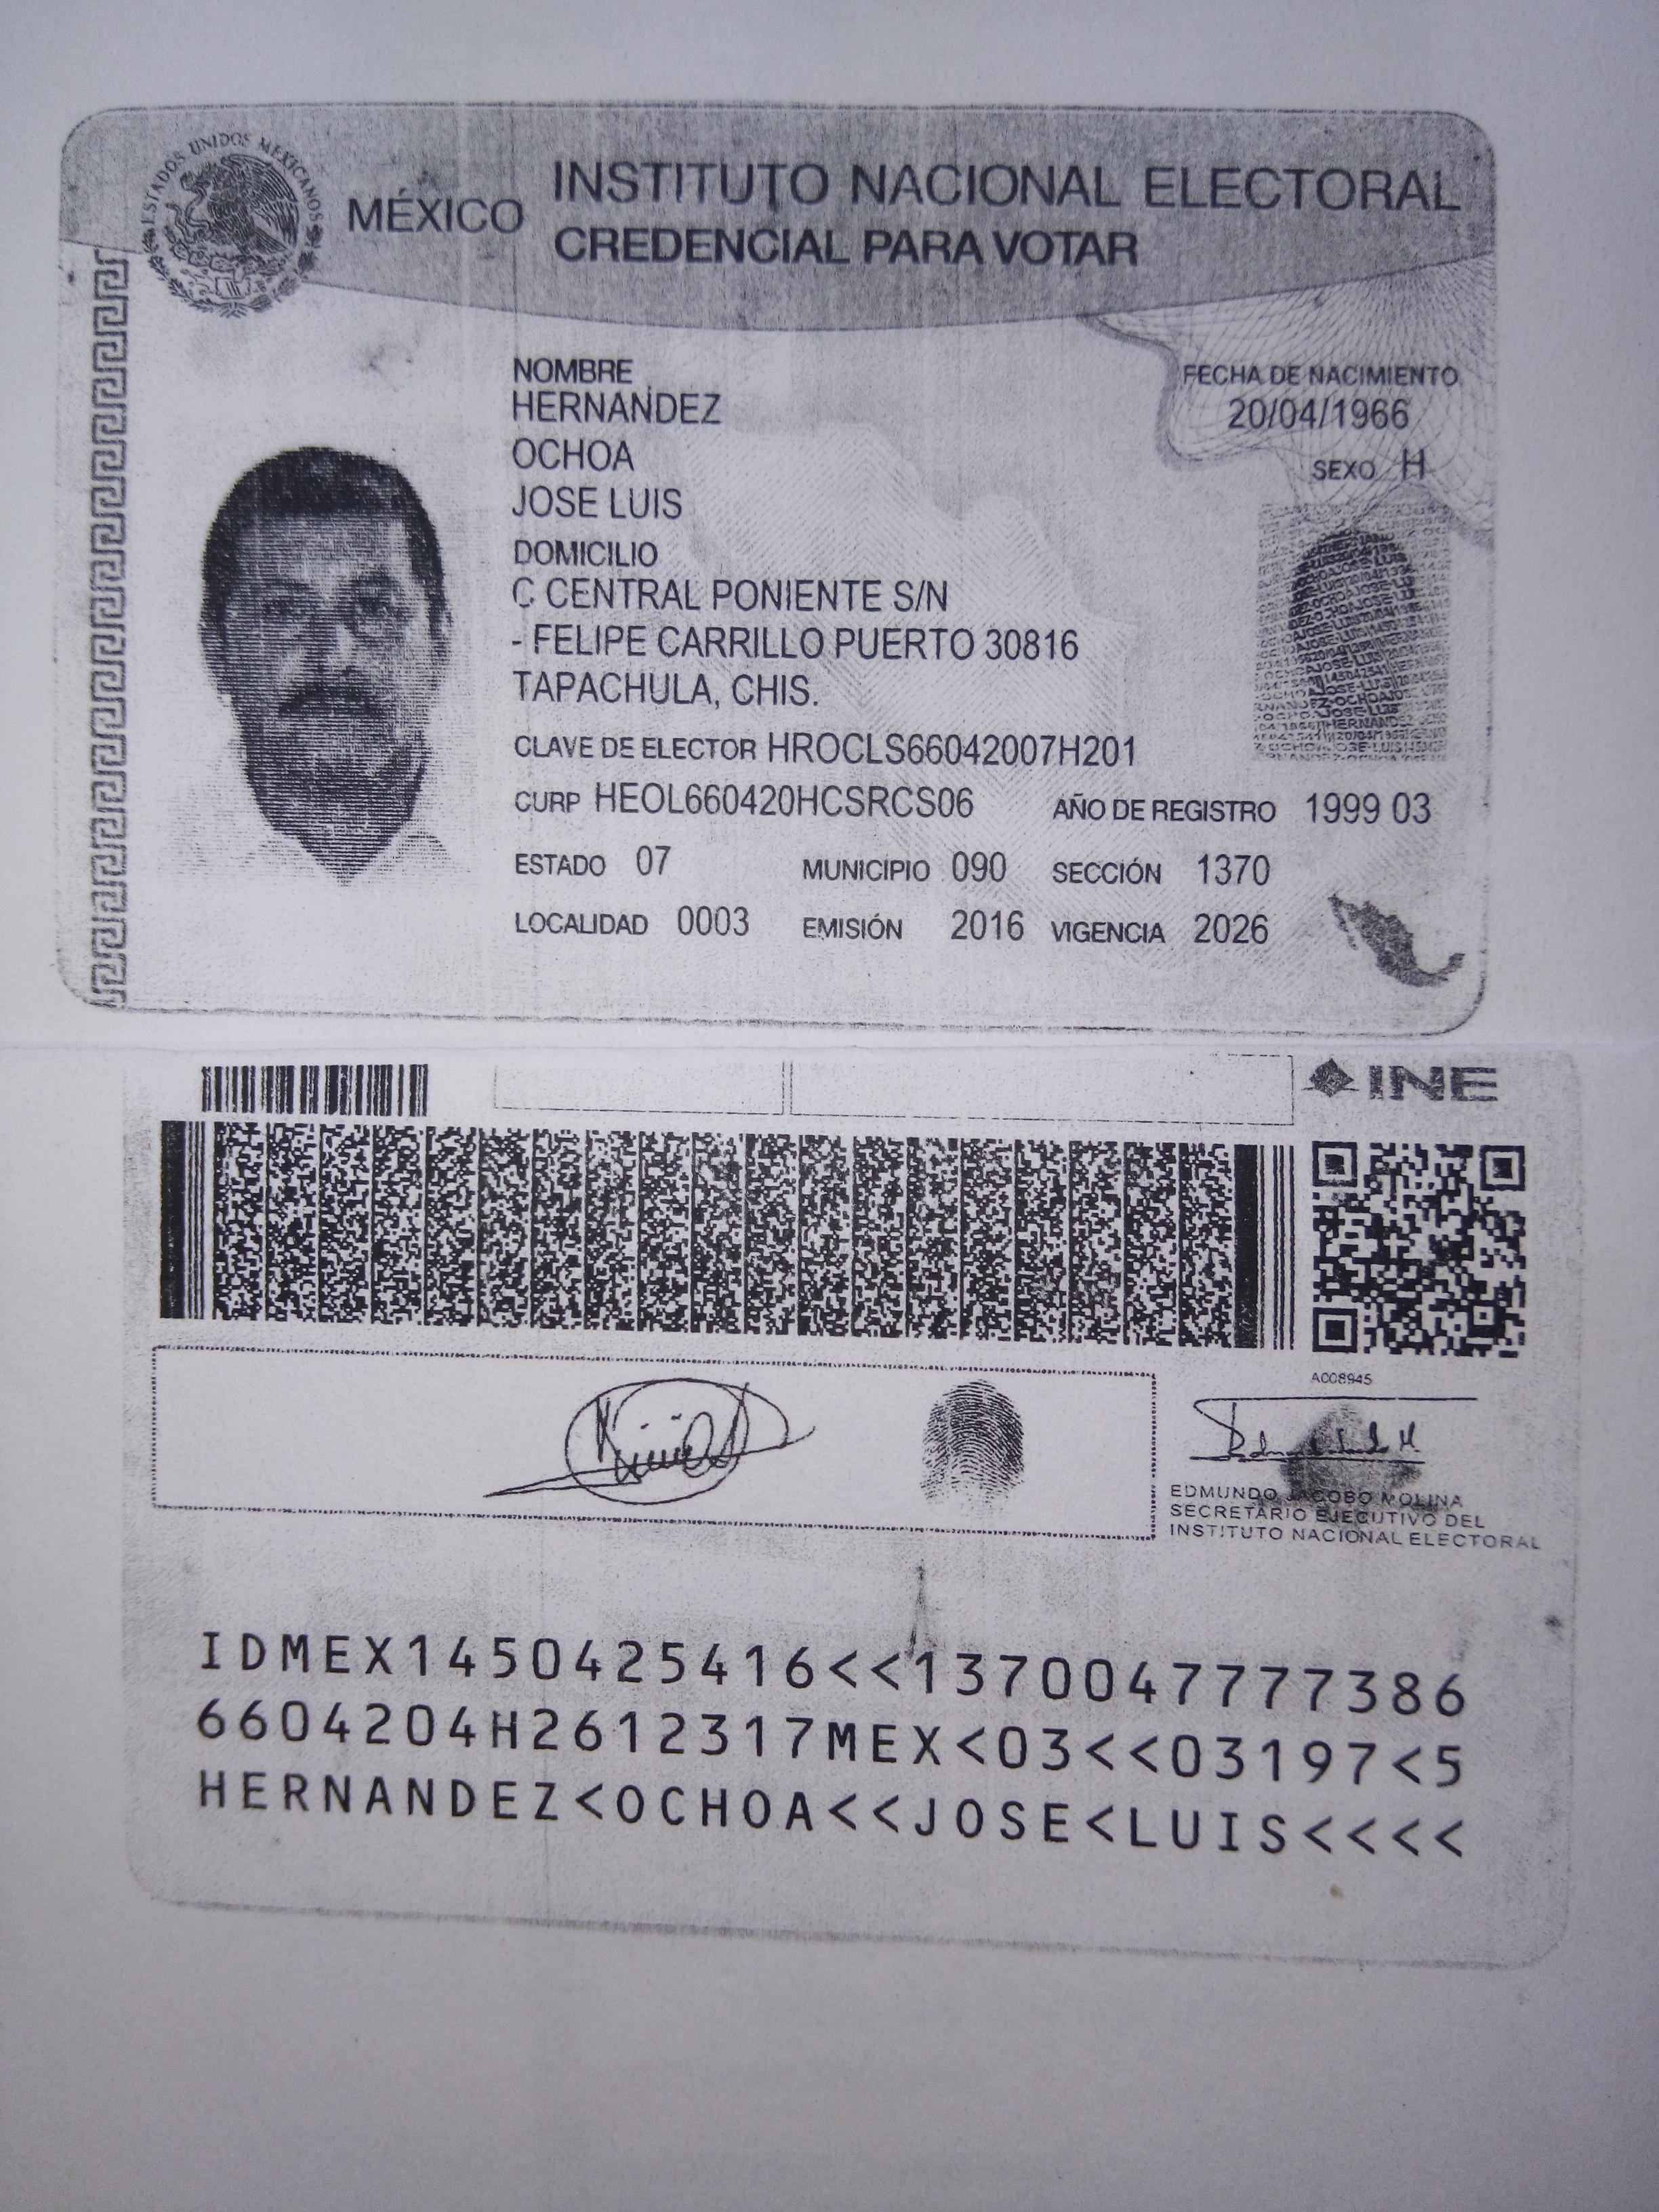 ESTADOS UNIDOS MEXICANOS
MÉXICO
INSTITUTO NACIONAL ELECTORAL
CREDENCIAL PARA VOTAR
NOMBRE
HERNANDEZ
OCHOA
JOSE LUIS
FECHA DE NACIMIENTO
20/04/1966
SEXO H
DOMICILIO
C CENTRAL PONIENTE S/N
- FELIPE CARRILLO PUERTO 30816
TAPACHULA, CHIS.
CLAVE DE ELECTOR HROCLS66042007H201
CURP HEOL660420HCSRCS06 AÑO DE REGISTRO 1999 03
ESTADO 07 MUNICIPIO 090 SECCIÓN 1370
LOCALIDAD 0003 EMISIÓN 2016 VIGENCIA 2026
INE
A008945
EDMUNDO JACOBO MOLINA
SECRETARIO EJECUTIVO DEL
INSTITUTO NACIONAL ELECTORAL
IDMEX1450425416<<1370047777386
6604204H2612317MEX<03<<03197<5
HERNANDEZ<OCHOA<<JOSE<LUIS<<<<